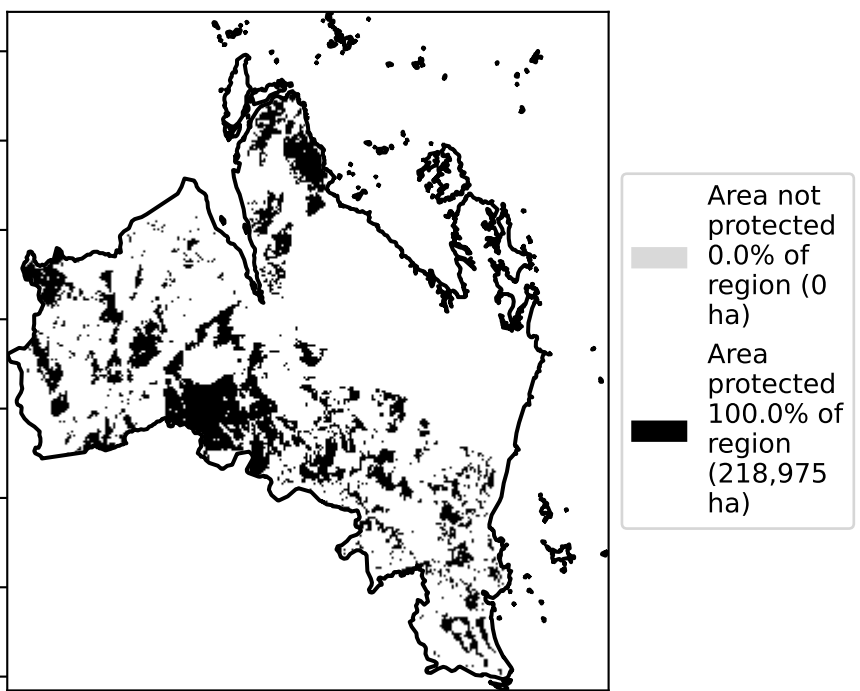 Area not
protected
0.0% of
region (0
ha)
Area
protected
100.0% of
region
(218,975
ha)